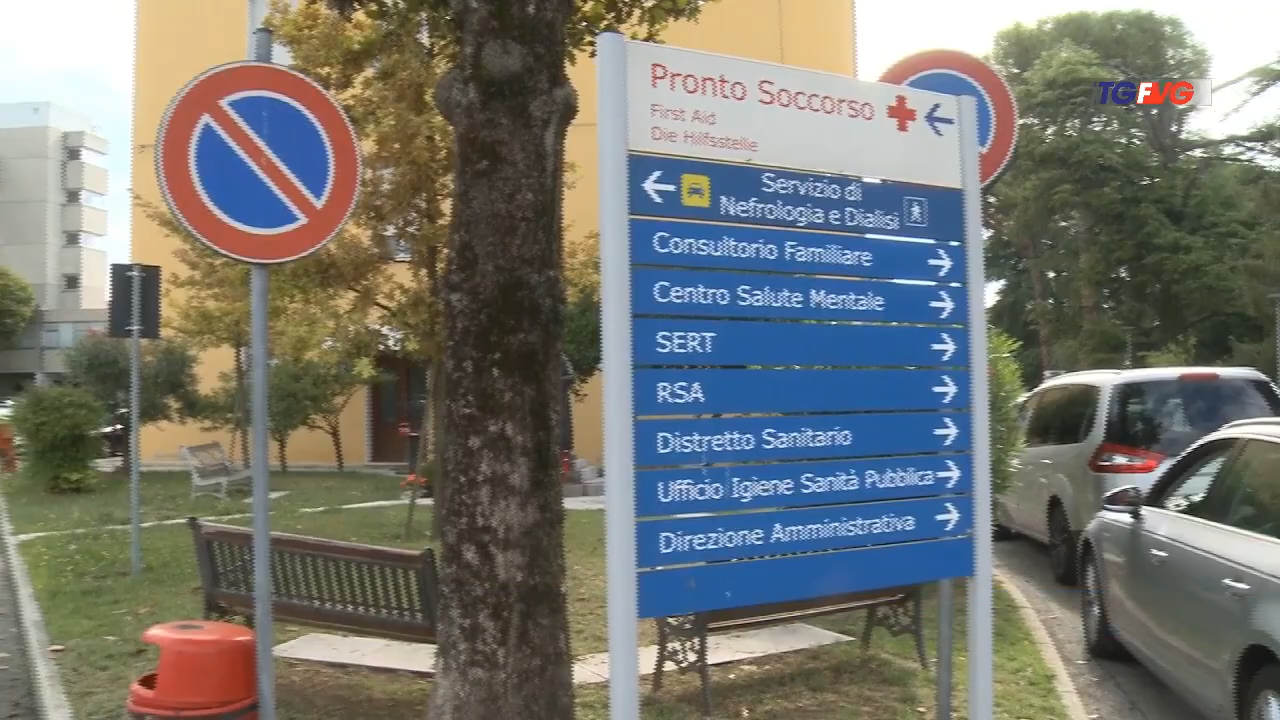 TGFVG
Pronto Soccorso
First Aid
Die Hilfsstelle
Servizio di
Nefrologia e Dialisi
Consultorio Familiare
Centro Salute Mentale
SERT
RSA
Distretto Sanitario
Ufficio Igiene Sanità Pubblica
Direzione Amministrativa